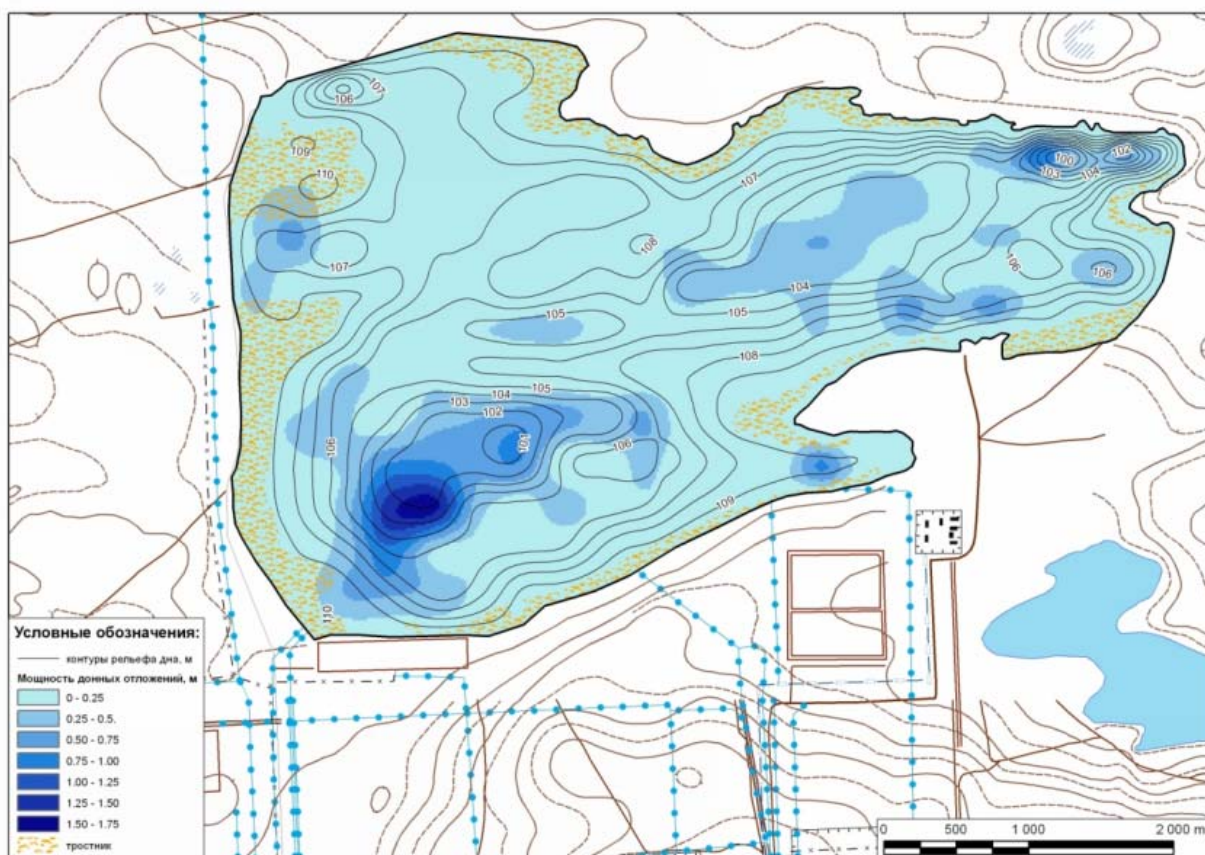 107
106
109
110
107
108
107
100
102
103
104
106
106
104
105
105
108
105
104
103
102
101
106
106
109
110
Условные обозначения:
контуры рельефа дна, м
Мощность донных отложений, м
0 - 0.25
0.25 - 0.5.
0.50 - 0.75
0.75 - 1.00
1.00 - 1.25
1.25 - 1.50
1.50 - 1.75
тростник
0 500 1 000 2 000 m